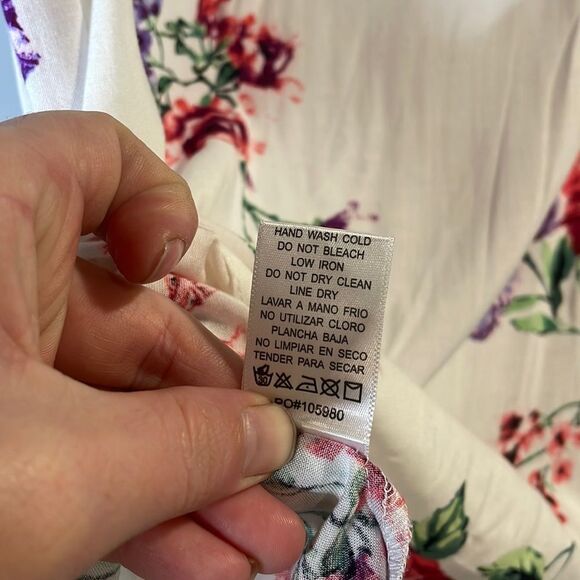 HAND WASH COLD
DO NOT BLEACH
LOW IRON
DO NOT DRY CLEAN
LINE DRY
LAVAR A MANO FRIO
NO UTILIZAR CLORO
PLANCHA BAJA
NO LIMPIAR EN SECO
TENDER PARA SECAR
30
PO#105980